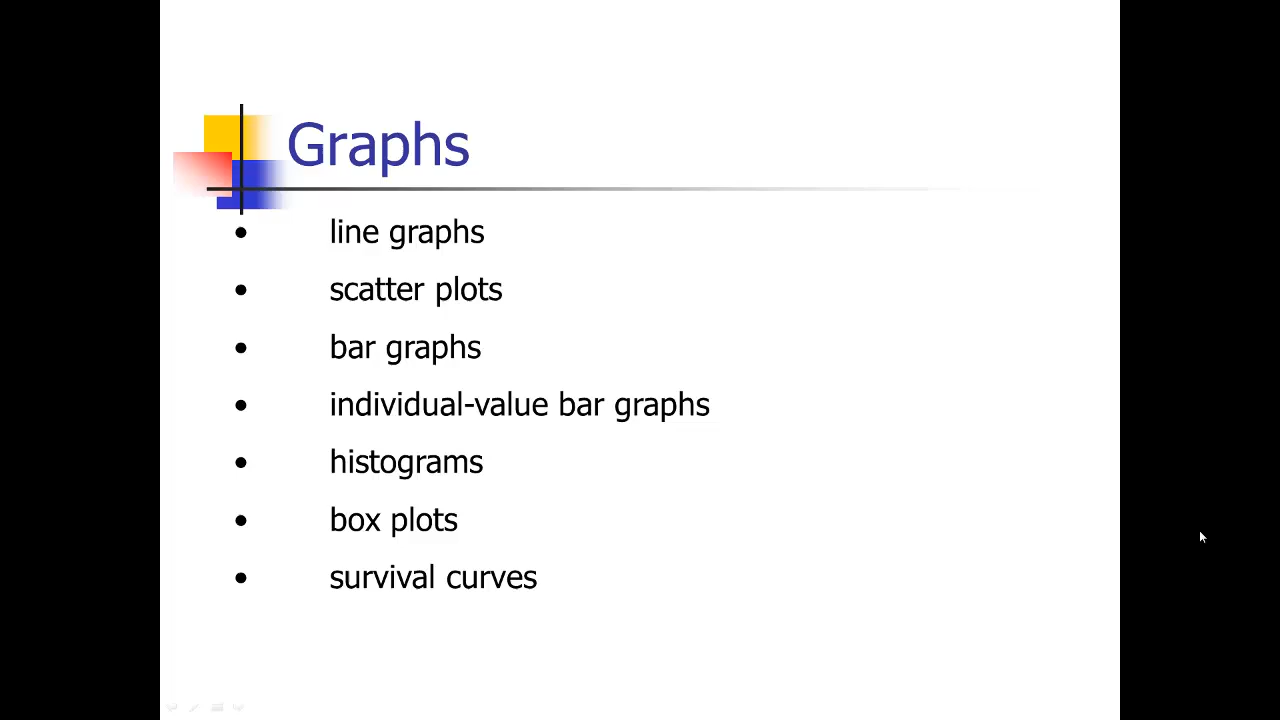 Graphs
• line graphs
• scatter plots
• bar graphs
• individual-value bar graphs
• histograms
• box plots
• survival curves